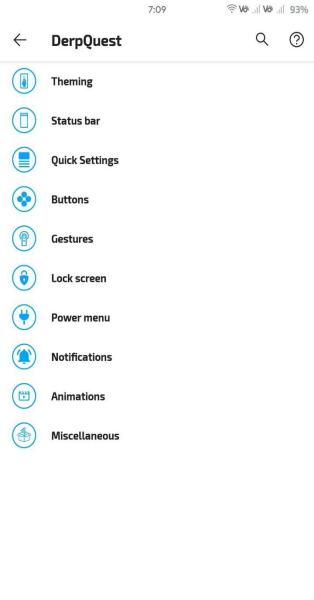 7:09
Vo Vo 93%
DerpQuest
Theming
Status bar
Quick Settings
Buttons
Gestures
Lock screen
Power menu
Notifications
Animations
Miscellaneous